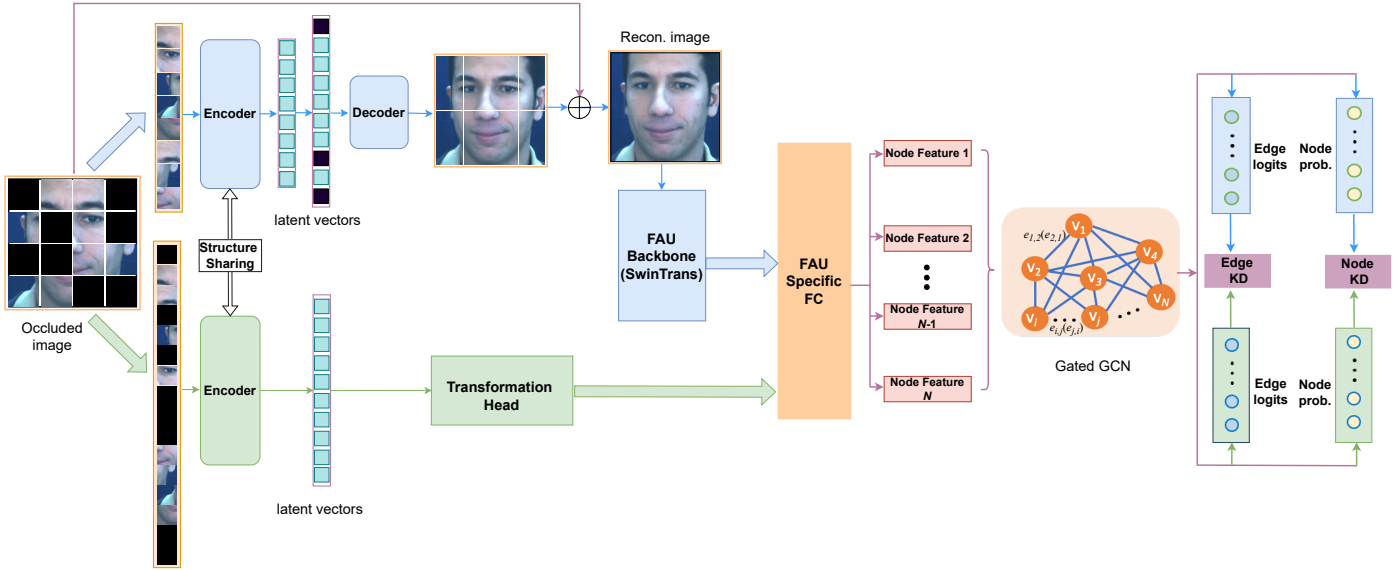 Recon. image
Encoder
Decoder
latent vectors
Structure
Sharing
Occluded
image
Encoder
latent vectors
Transformation
Head
FAU
Backbone
(SwinTrans)
FAU
Specific
FC
Node Feature 1
Node Feature 2
Node Feature
N-1
Node Feature
N
e1,2(e2,1)
V1
V2
V3
V4
VN
Vi
Vj
ei,j(ej,i)
Gated GCN
Edge
logits
Node
prob.
Edge
KD
Node
KD
Edge
logits
Node
prob.